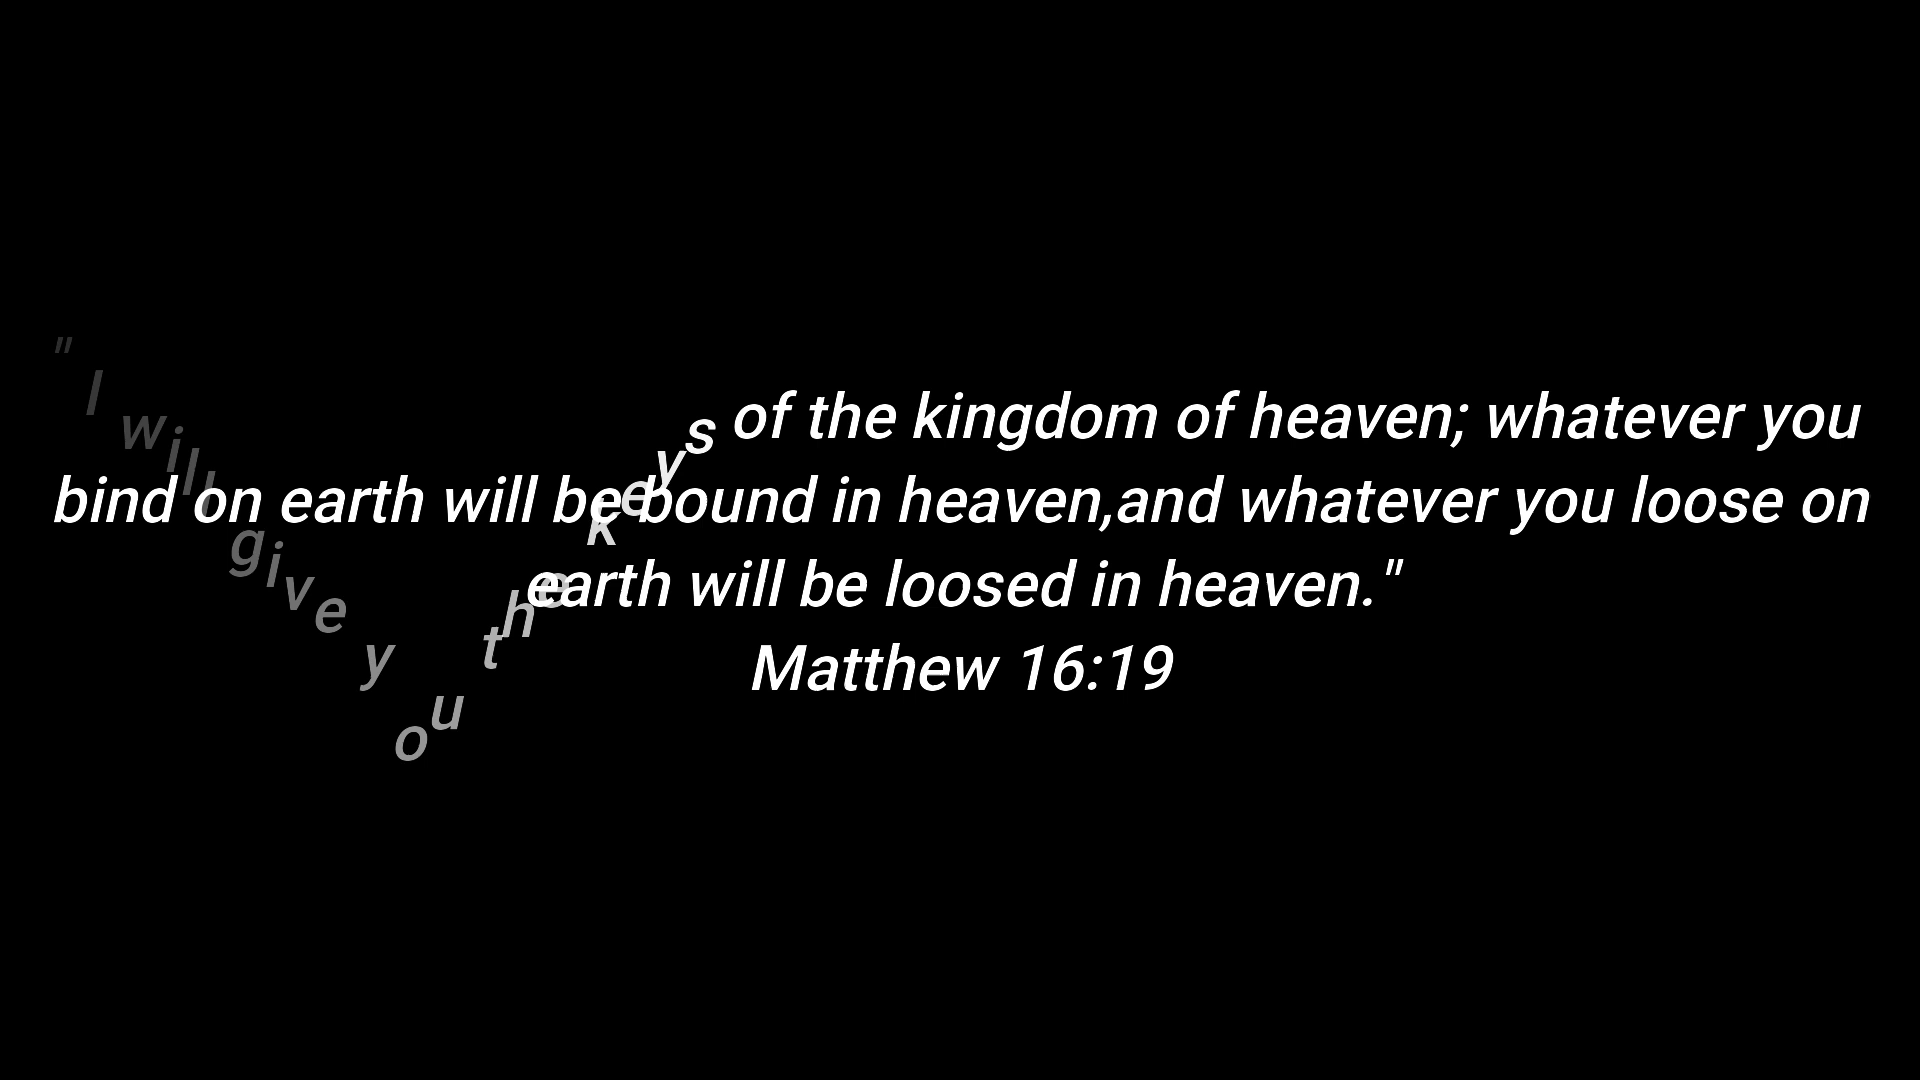 "I will give you the keys of the kingdom of heaven; whatever you
bind on earth will be bound in heaven,and whatever you loose on
earth will be loosed in heaven."
Matthew 16:19